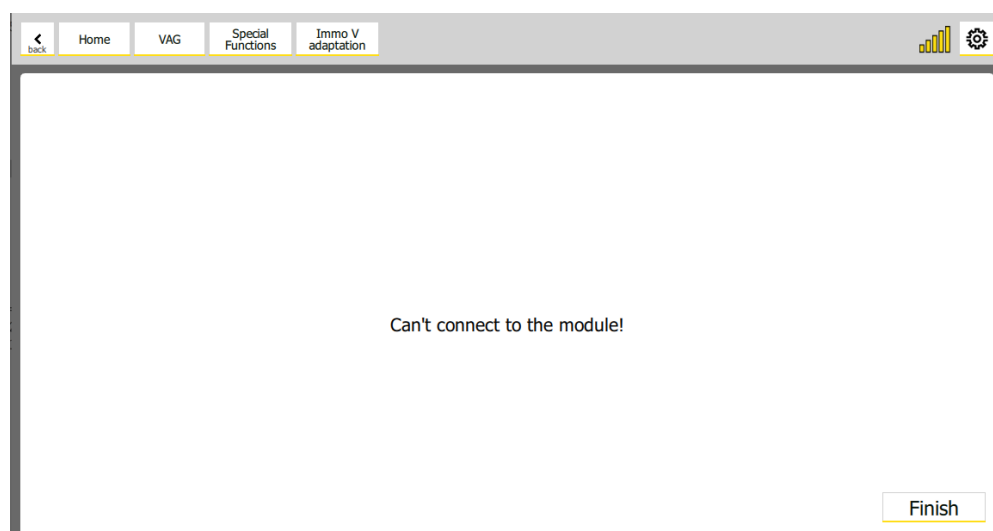 back
Home
VAG
Special
Functions
Immo V
adaptation
Can't connect to the module!
Finish